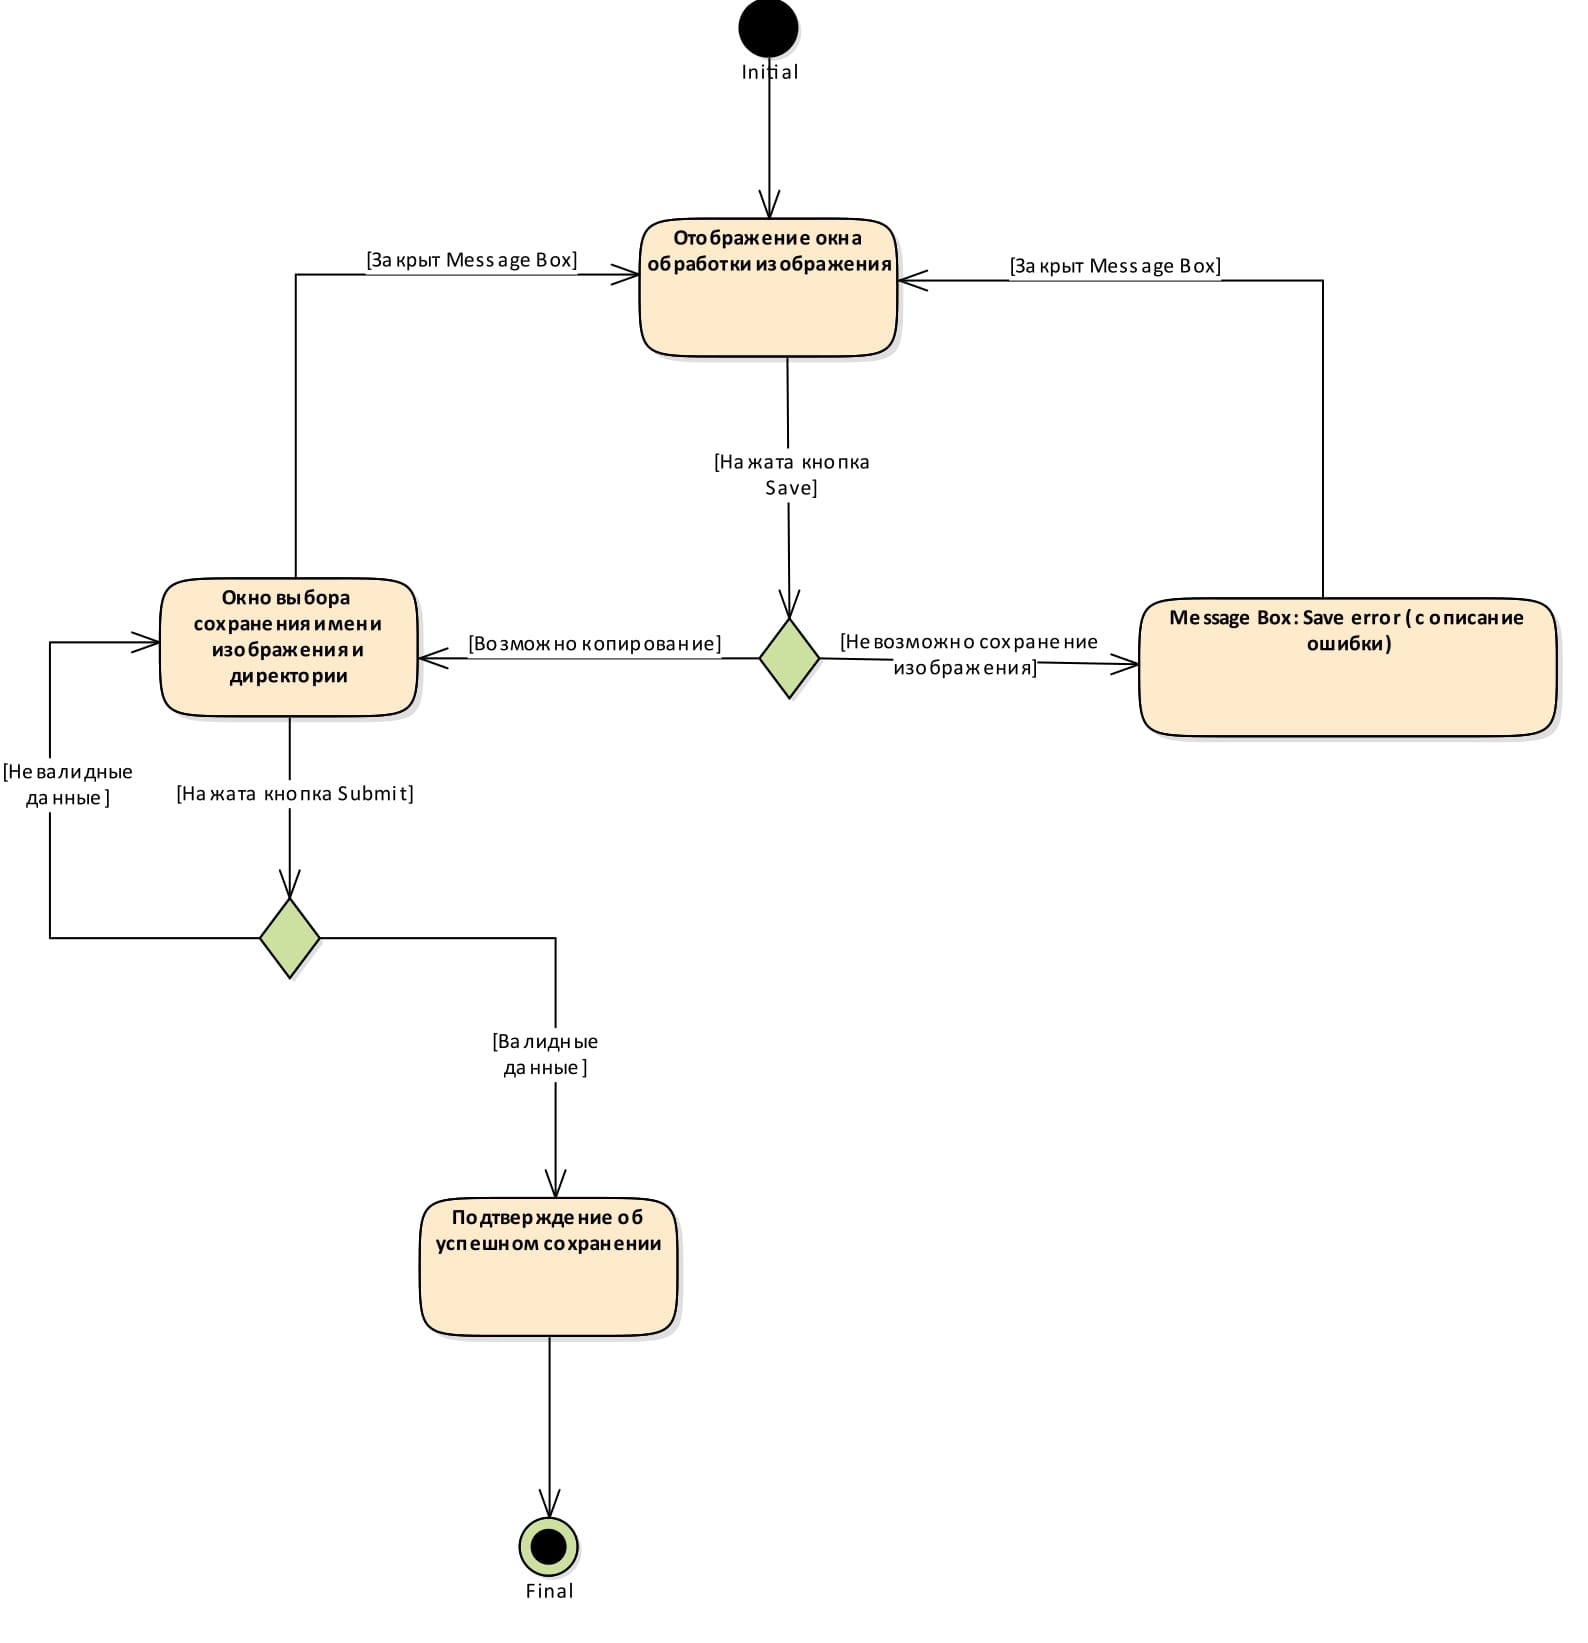 Initial
Отображение окна
обработки изображения
[Закрыт Message Box]
[Закрыт Message Box]
[Нажата кнопка
Save]
Окно выбора
сохранения имени
изображения и
директории
[Возможно копирование]
[Невозможно сохранение
изображения]
Message Box: Save error (с описание
ошибки)
[Невалидные
данные]
[Нажата кнопка Submit]
[Валидные
данные]
Подтверждение об
успешном сохранении
Final